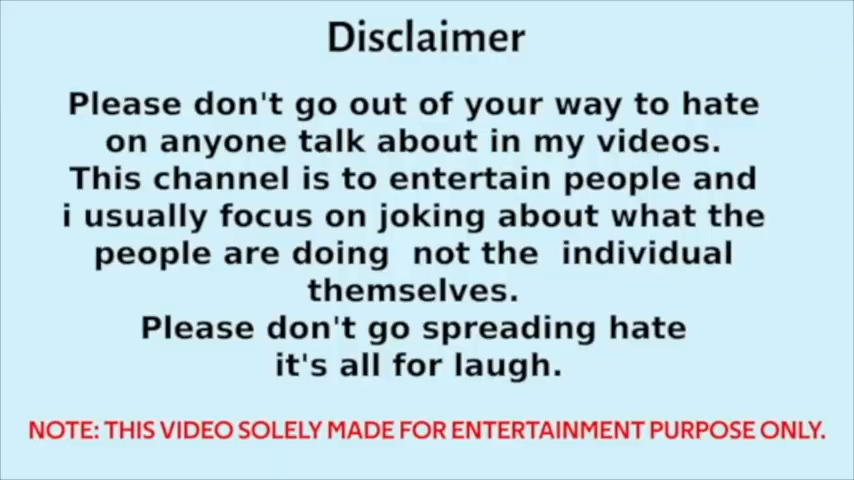 Disclaimer
Please don't go out of your way to hate
on anyone talk about in my videos.
This channel is to entertain people and
i usually focus on joking about what the
people are doing not the individual
themselves.
Please don't go spreading hate
it's all for laugh.
NOTE: THIS VIDEO SOLELY MADE FOR ENTERTAINMENT PURPOSE ONLY.